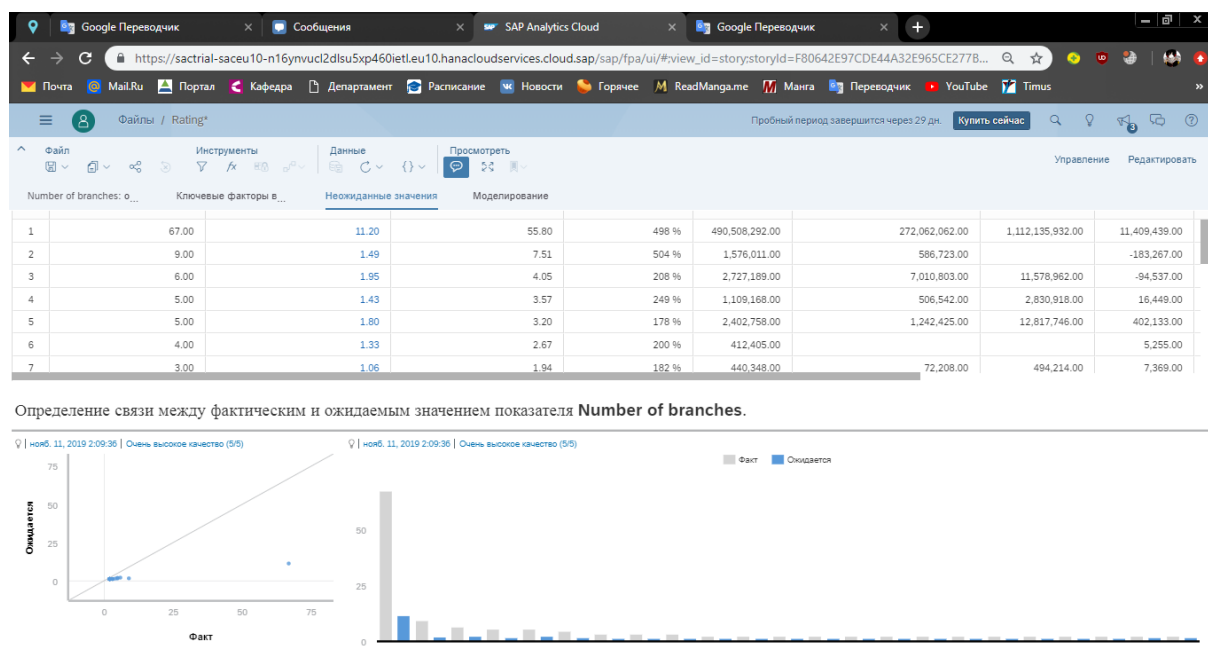 Google Переводчик Сообщения SAP Analytics Cloud Google Переводчик
https://sactrial-saceu10-n16ynvucl2dlsu5xp460ietl.eu10.hanacloudservices.cloud.sap/sap/fpa/ui/#:view_id=story:storyId=F80642E97CDE44A32E965CE277B...
Почта Mail.Ru Портал Кафедра Департамент Расписание Новости Горячее ReadManga.me Манга Переводчик YouTube Timus »
Файлы / Rating* Пробный период завершится через 29 дн. Купить сейчас 3
Файл Инструменты Данные Просмотреть
Управление Редактировать
Number of branches: о... Ключевые факторы в... Неожиданные значения Моделирование
1 67.00 11.20 55.80 498 % 490,508,292.00 272,062,062.00 1,112,135,932.00 11,409,439.00
2 9.00 1.49 7.51 504 % 1,576,011.00 586,723.00 -183,267.00
3 6.00 1.95 4.05 208 % 2,727,189.00 7,010,803.00 11,578,962.00 -94,537.00
4 5.00 1.43 3.57 249 % 1,109,168.00 506,542.00 2,830,918.00 16,449.00
5 5.00 1.80 3.20 178 % 2,402,758.00 1,242,425.00 12,817,746.00 402,133.00
6 4.00 1.33 2.67 200 % 412,405.00 5,255.00
7 3.00 1.06 1.94 182 % 440,348.00 72,208.00 494,214.00 7,369.00
Определение связи между фактическим и ожидаемым значением показателя Number of branches.
нояб. 11, 2019 2:09:36 | Очень высокое качество (5/5) нояб. 11, 2019 2:09:36 | Очень высокое качество (5/5)
Факт Ожидается
75
50
25
0
Ожидается
0 25 50 75
Факт
50
25
0